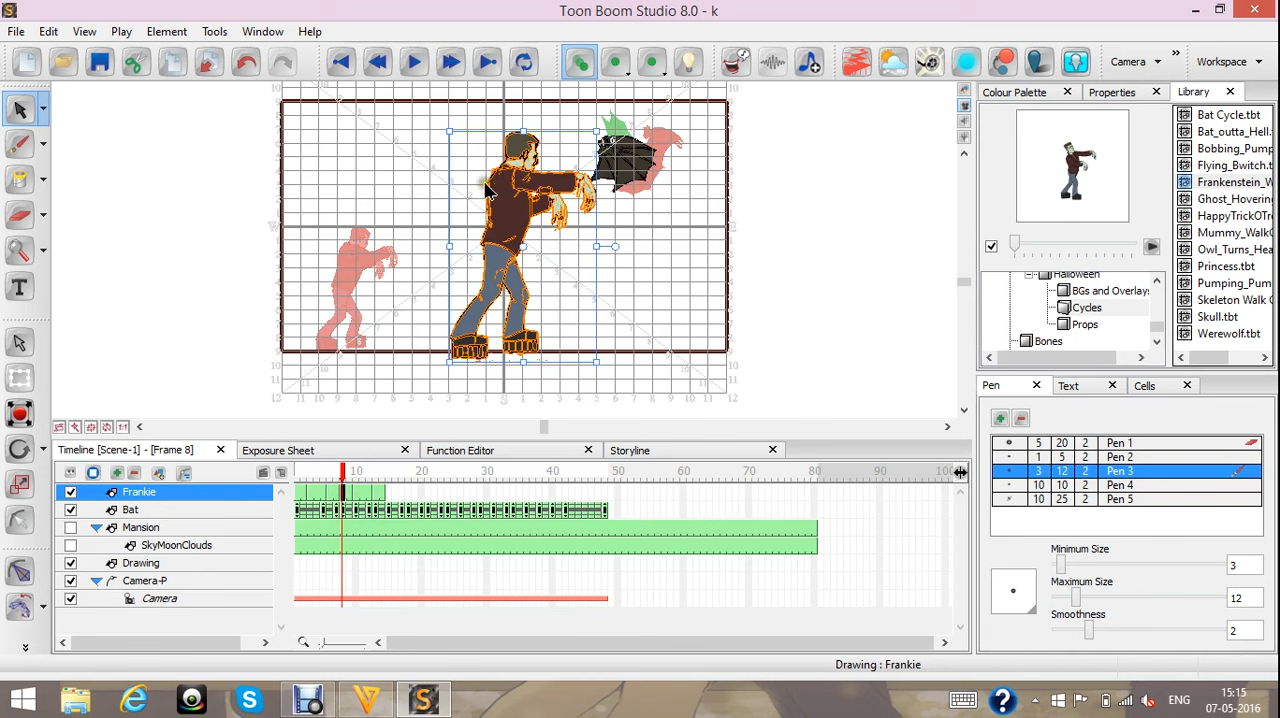 Toon Boom Studio 8.0 - k
File Edit View Play Element Tools Window Help
Camera Workspace
Colour Palette Properties Library
Bat Cycle.tbt
Bat_outta_Hell.
Bobbing_Pump
Flying_Bwitch.t
Frankenstein_W
Ghost_Hovering
HappyTrickO'Tr
Mummy_WalkC
Owl_Turns_Hea
Princess.tbt
Pumping_Pump
Skeleton Walk C
Skull.tbt
Werewolf.tbt
Halloween
BGs and Overlay
Cycles
Props
Bones
Pen Text Cells
5 20 2 Pen 1
1 5 2 Pen 2
3 12 2 Pen 3
10 10 2 Pen 4
10 25 2 Pen 5
Minimum Size
3
Maximum Size
12
Smoothness
2
Timeline [Scene-1] - [Frame 8] Exposure Sheet Function Editor Storyline
10 20 30 40 50 60 70 80 90
Frankie
Bat
Mansion
SkyMoonClouds
Drawing
Camera-P
Camera
Drawing : Frankie
ENG
15:15
07-05-2016